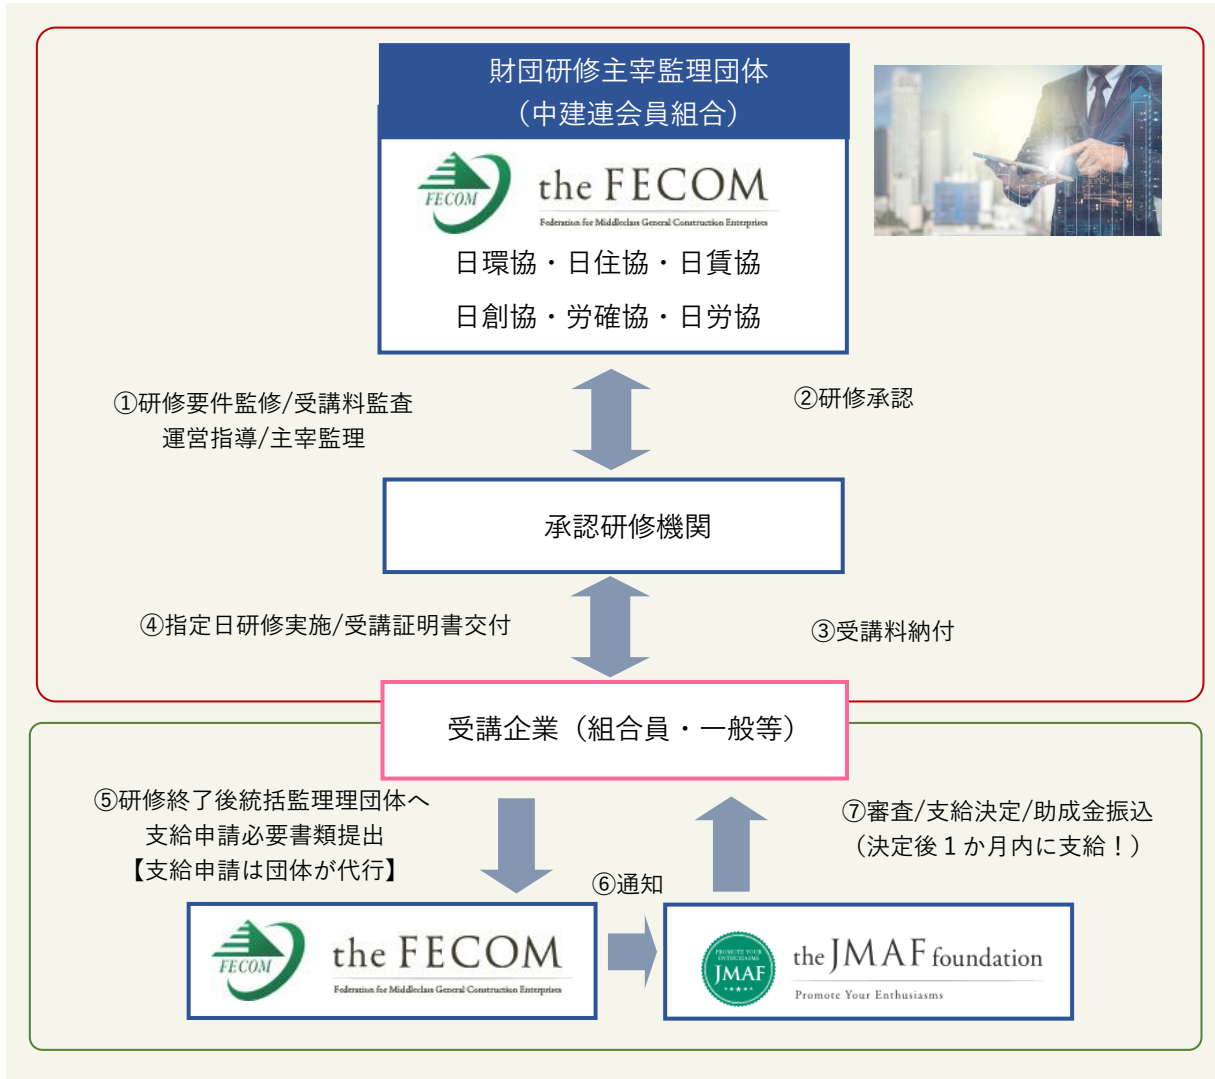 財団研修主宰監理団体
（中建連会員組合）
FECOM
the FECOM
Federation for Middleclass General Construction Enterprises
日環協・日住協・日賃協
日創協・労確協・日労協
①研修要件監修/受講料監査
運営指導/主宰監理
②研修承認
承認研修機関
④指定日研修実施/受講証明書交付
③受講料納付
受講企業（組合員・一般等）
⑤研修終了後統括監理理団体へ
支給申請必要書類提出
【支給申請は団体が代行】
⑦審査/支給決定/助成金振込
（決定後１か月内に支給！）
⑥通知
FECOM
the FECOM
Federation for Middleclass General Construction Enterprises
PROMOTE YOUR
ENTHUSIASMS
JMAF
the JMAF foundation
Promote Your Enthusiasms